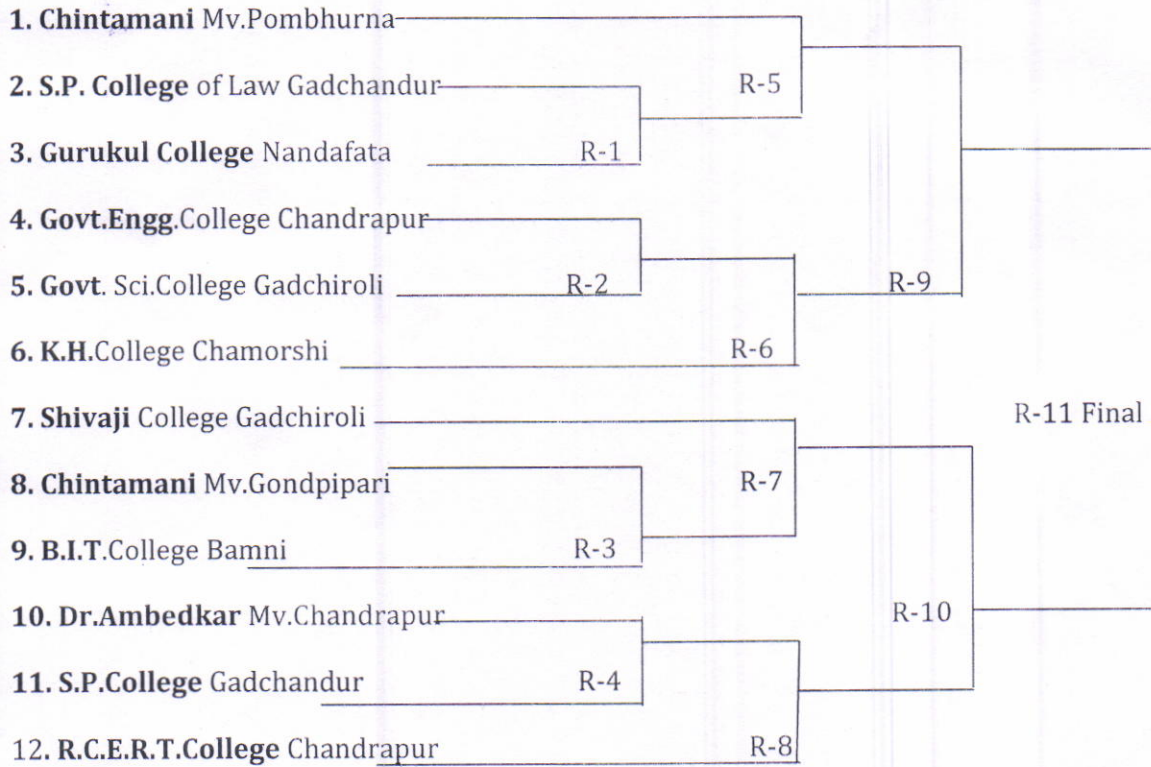 1. Chintamani Mv.Pombhurna
2. S.P. College of Law Gadchandur
R-5
3. Gurukul College Nandafata
R-1
4. Govt.Engg.College Chandrapur
5. Govt. Sci.College Gadchiroli
R-2
R-9
6. K.H.College Chamorshi
R-6
7. Shivaji College Gadchiroli
R-11 Final
8. Chintamani Mv.Gondpipari
R-7
9. B.I.T.College Bamni
R-3
10. Dr.Ambedkar Mv.Chandrapur
R-10
11. S.P.College Gadchandur
R-4
12. R.C.E.R.T.College Chandrapur
R-8